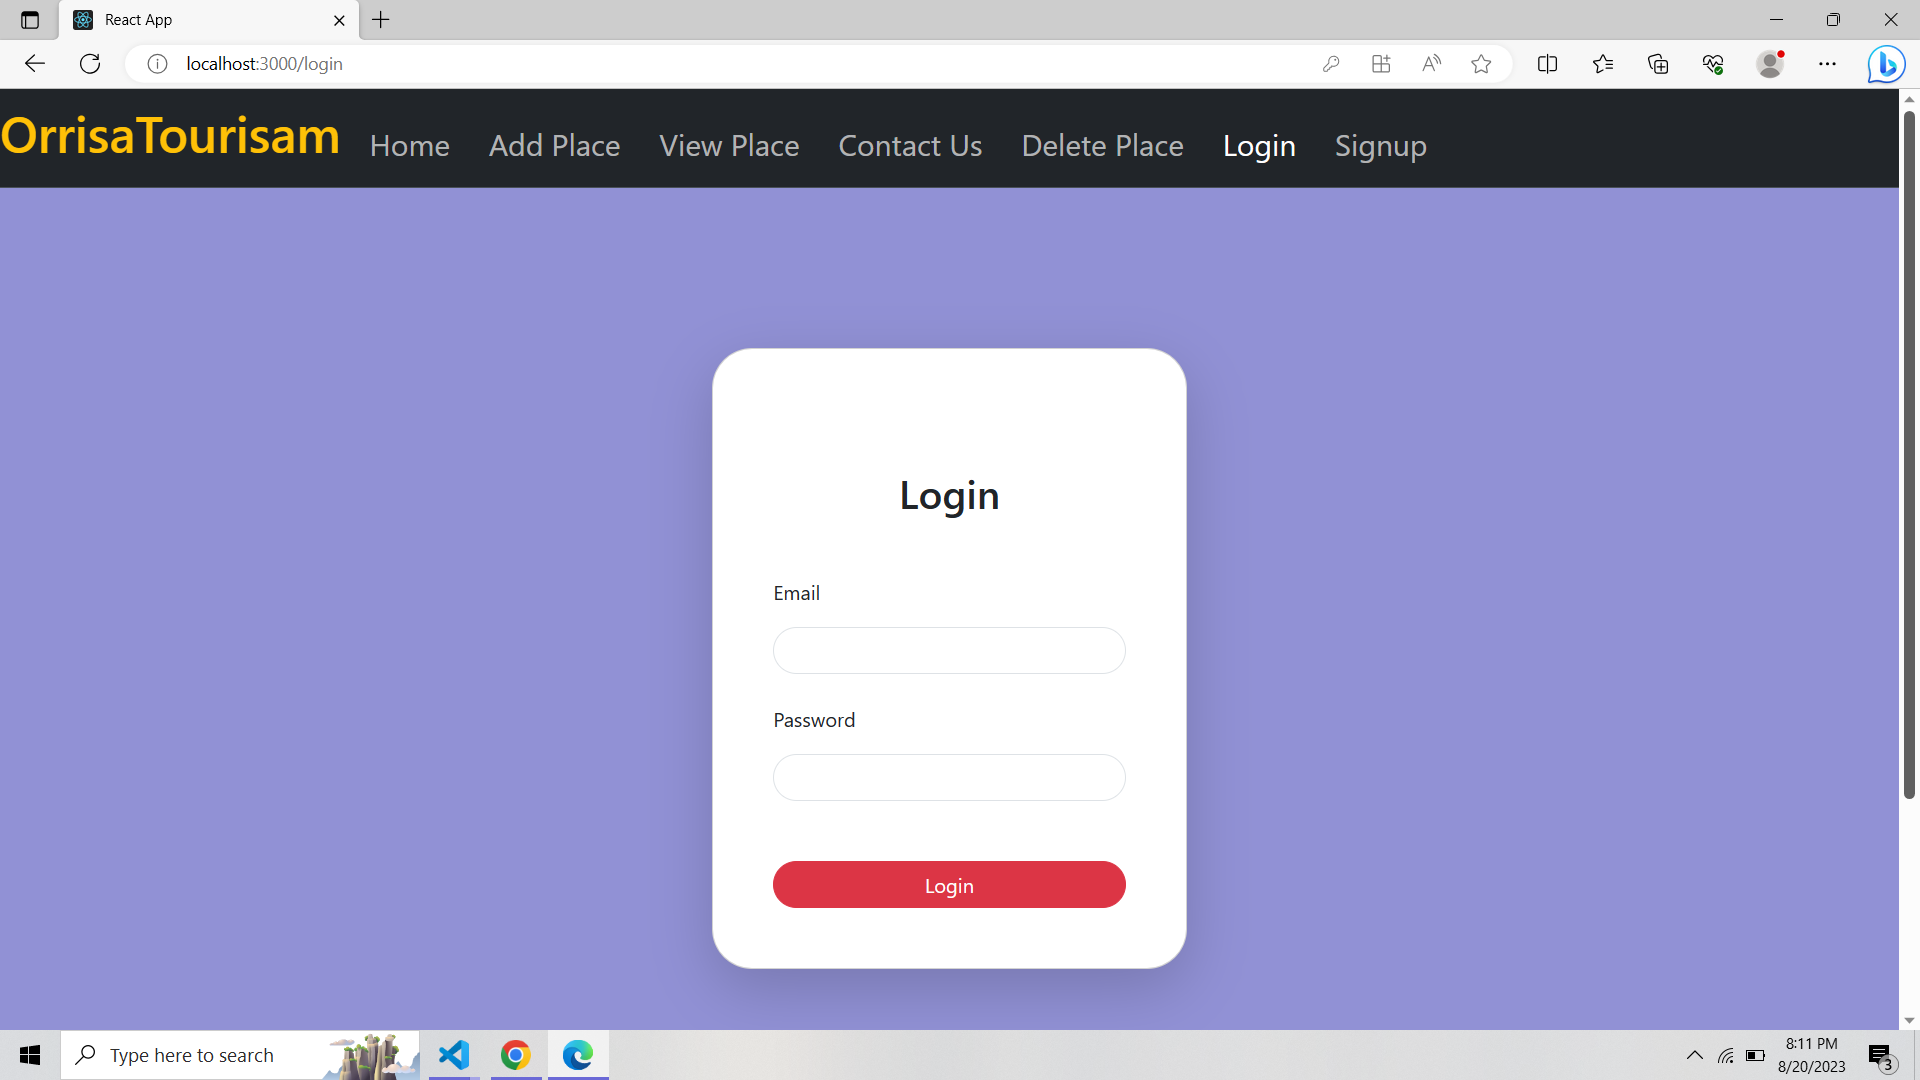 React App
localhost:3000/login
OrrisaTourisam Home Add Place View Place Contact Us Delete Place Login Signup
Login
Email
Password
Login
Type here to search
8:11 PM
8/20/2023
3